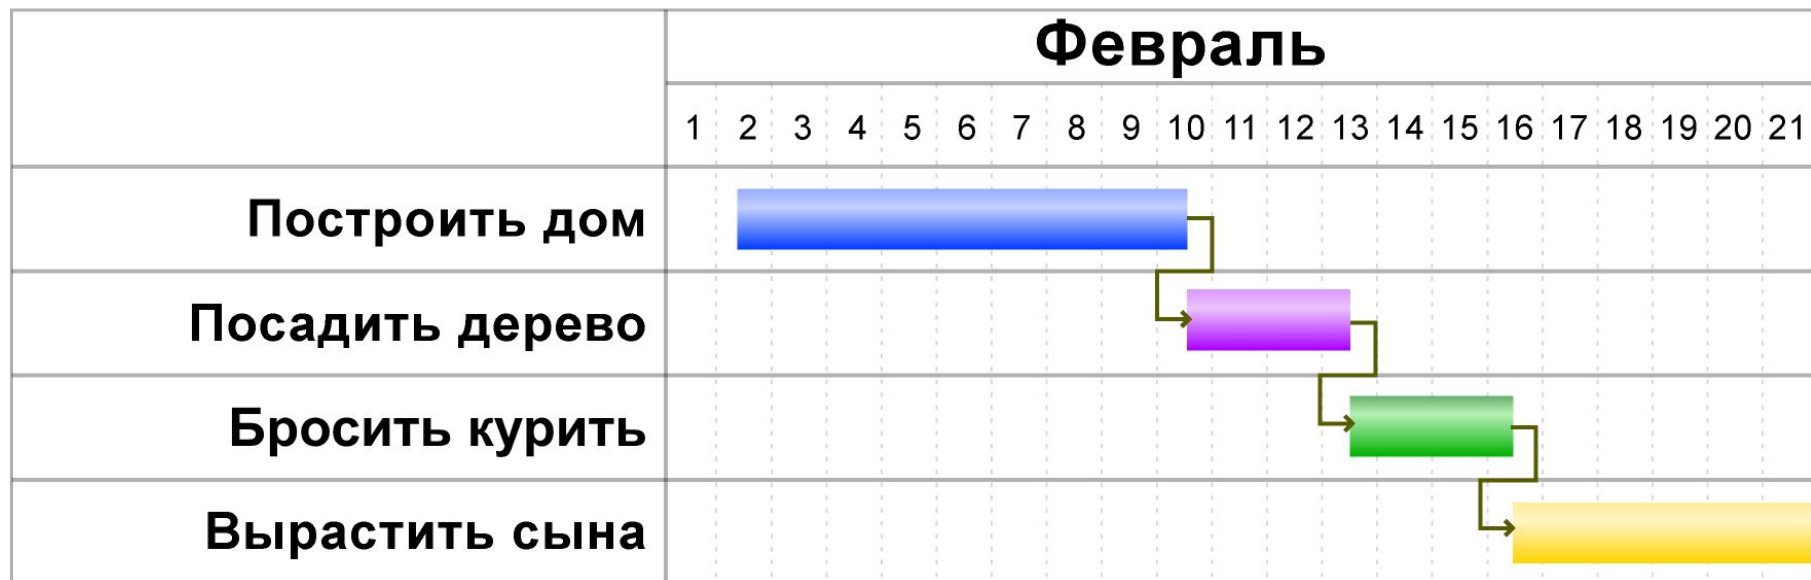 Февраль
1 2 3 4 5 6 7 8 9 10 11 12 13 14 15 16 17 18 19 20 21
Построить дом
Посадить дерево
Бросить курить
Вырастить сына